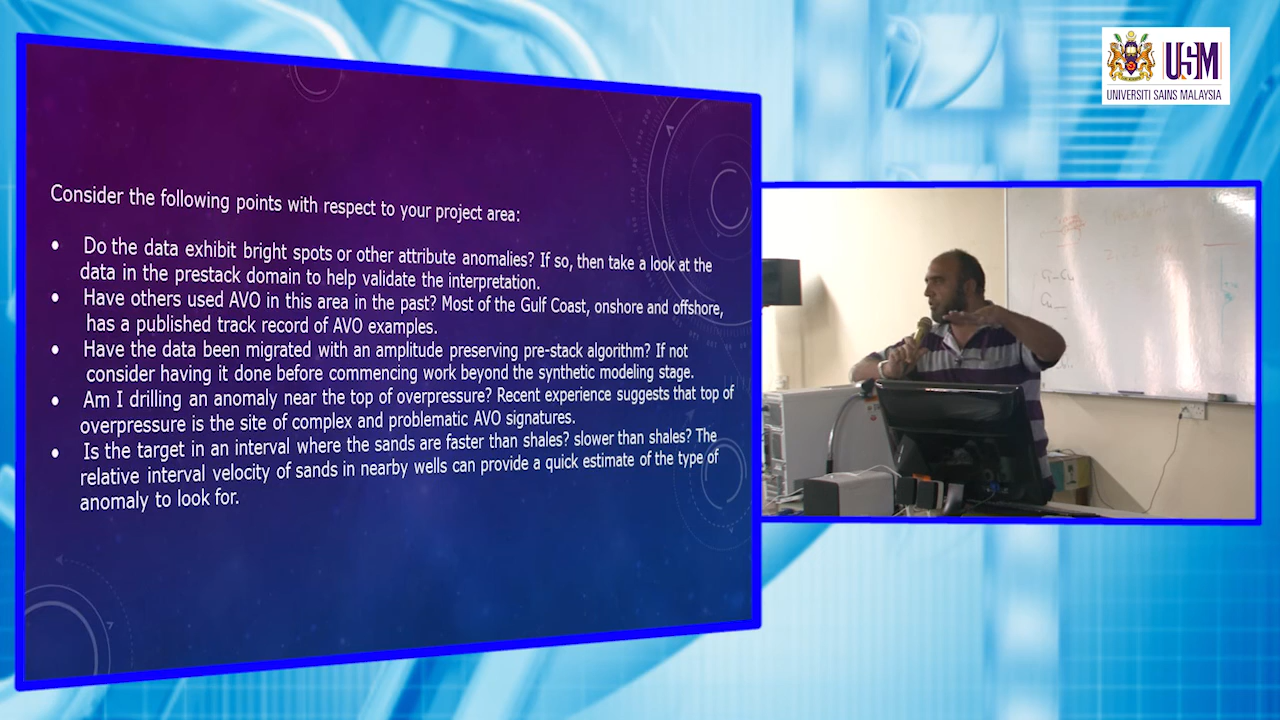 USM
UNIVERSITI SAINS MALAYSIA
Consider the following points with respect to your project area:
• Do the data exhibit bright spots or other attribute anomalies? If so, then take a look at the
data in the prestack domain to help validate the interpretation.
• Have others used AVO in this area in the past? Most of the Gulf Coast, onshore and offshore,
has a published track record of AVO examples.
• Have the data been migrated with an amplitude preserving pre-stack algorithm? If not
consider having it done before commencing work beyond the synthetic modeling stage.
• Am I drilling an anomaly near the top of overpressure? Recent experience suggests that top of
overpressure is the site of complex and problematic AVO signatures.
• Is the target in an interval where the sands are faster than shales? slower than shales? The
relative interval velocity of sands in nearby wells can provide a quick estimate of the type of
anomaly to look for.